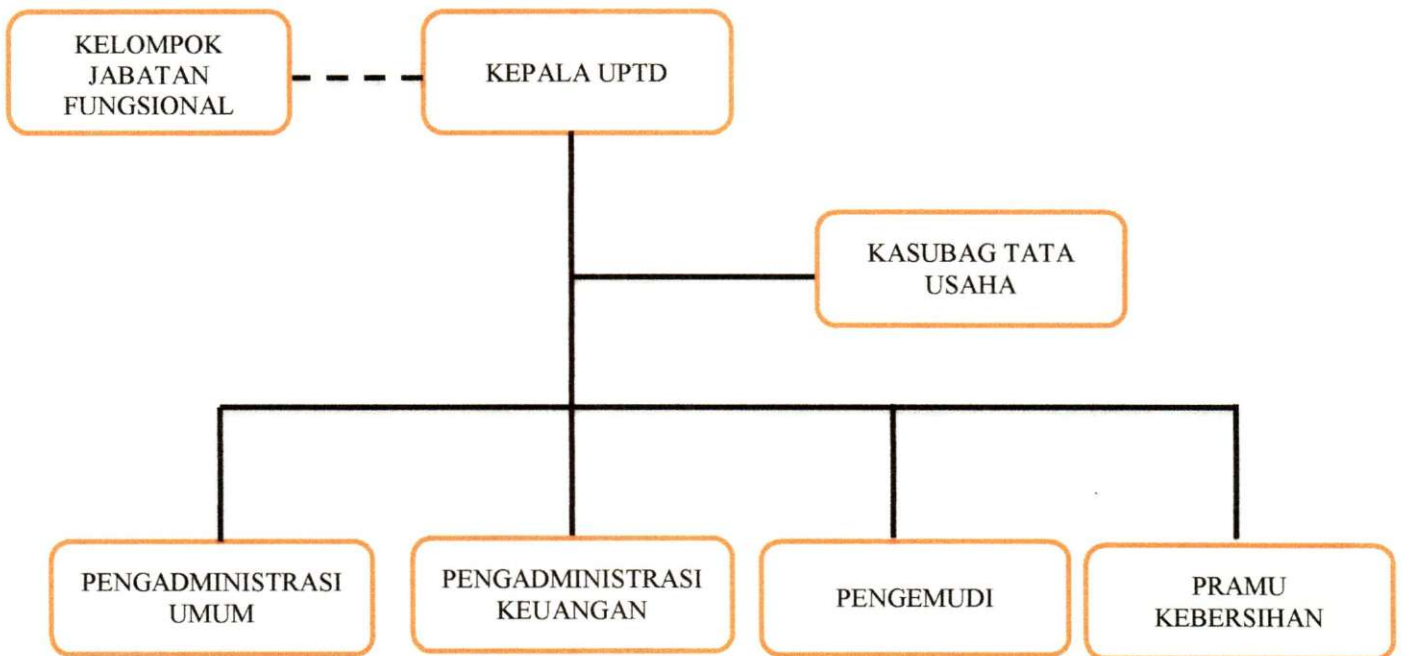 KELOMPOK
JABATAN
FUNGSIONAL
KEPALA UPTD
KASUBAG TATA
USAHA
PENGADMINISTRASI
UMUM
PENGADMINISTRASI
KEUANGAN
PENGEMUDI
PRAMU
KEBERSIHAN